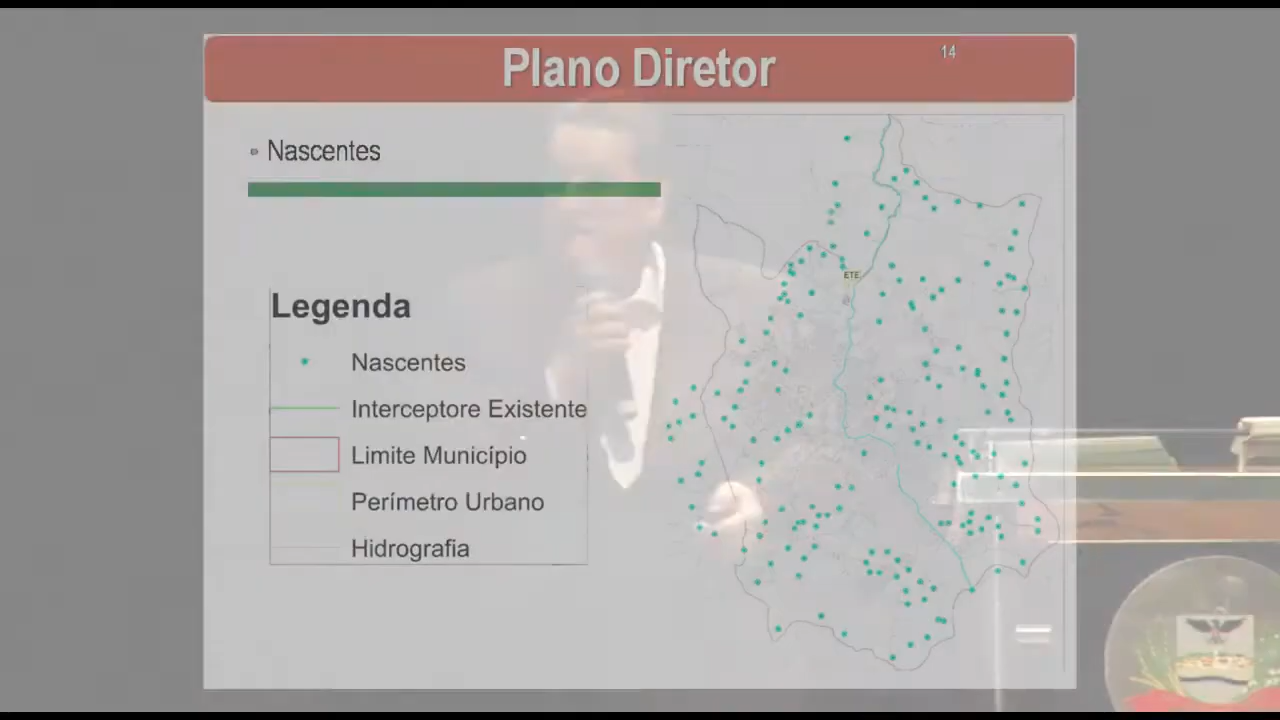 Plano Diretor
14
Nascentes
Legenda
Nascentes
Interceptore Existente
Limite Município
Perímetro Urbano
Hidrografia
ETE